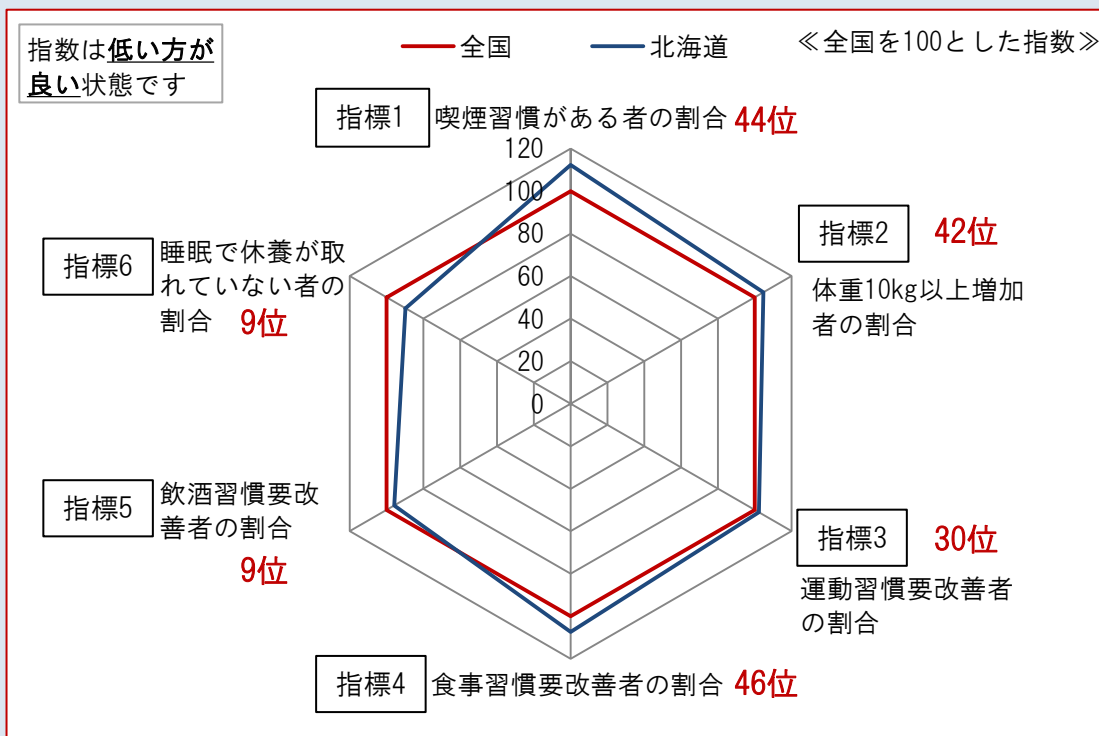 指数は低い方が
良い状態です
全国
北海道
≪全国を100とした指数≫
指標1
喫煙習慣がある者の割合 44位
120
100
80
60
40
20
0
指標2
42位
体重10kg以上増加
者の割合
指標3
30位
運動習慣要改善者
の割合
指標4
食事習慣要改善者の割合 46位
指標5
飲酒習慣要改
善者の割合
9位
指標6
睡眠で休養が取
れていない者の
割合 9位